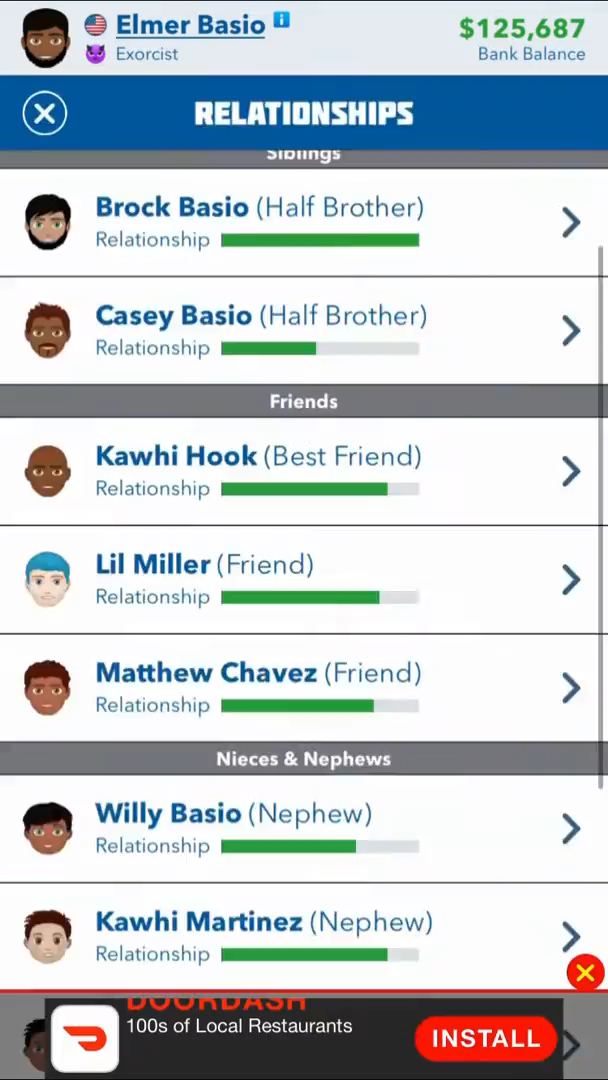 Elmer Basio i
$125,687
Exorcist
Bank Balance
RELATIONSHIPS
Siblings
Brock Basio (Half Brother)
Relationship
Casey Basio (Half Brother)
Relationship
Friends
Kawhi Hook (Best Friend)
Relationship
Lil Miller (Friend)
Relationship
Matthew Chavez (Friend)
Relationship
Nieces & Nephews
Willy Basio (Nephew)
Relationship
Kawhi Martinez (Nephew)
Relationship
DOORDASH
100s of Local Restaurants
INSTALL